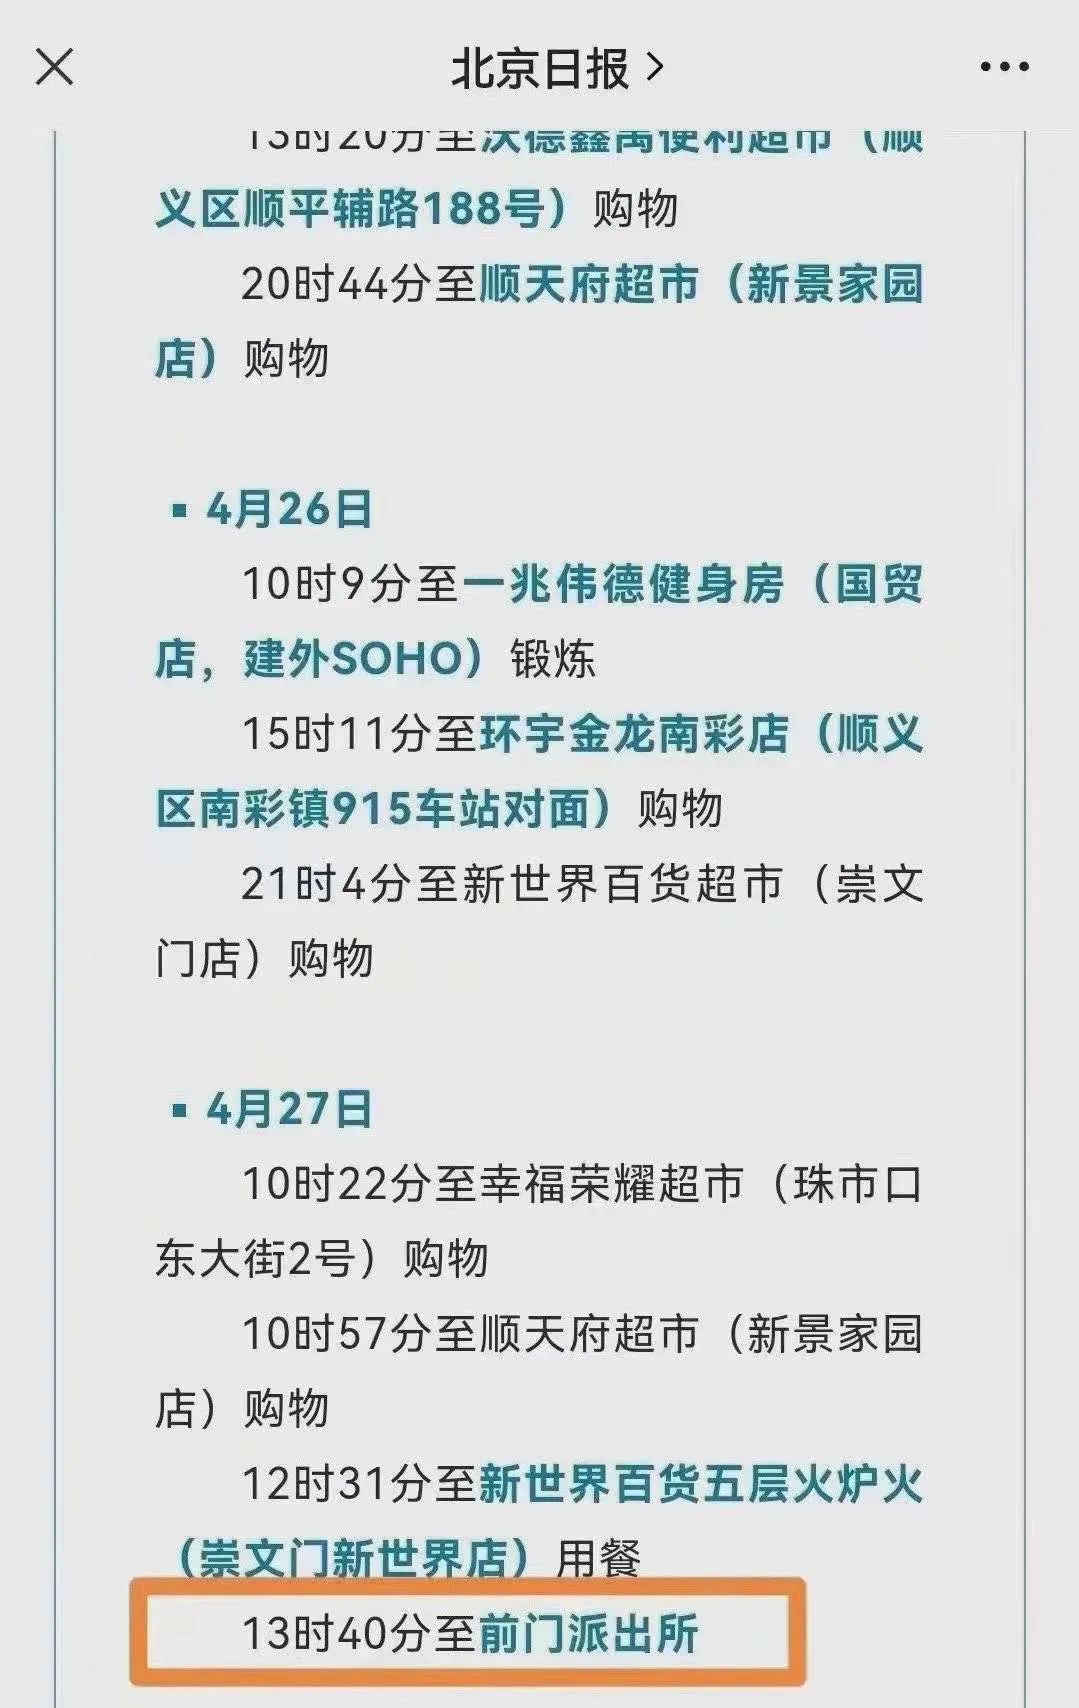 北京日报
13时20分至沃德鑫禹便利超市（顺
义区顺平辅路188号）购物
20时44分至顺天府超市（新景家园
店）购物
▪ 4月26日
10时9分至一兆伟德健身房（国贸
店，建外SOHO）锻炼
15时11分至环宇金龙南彩店（顺义
区南彩镇915车站对面）购物
21时4分至新世界百货超市（崇文
门店）购物
▪ 4月27日
10时22分至幸福荣耀超市（珠市口
东大街2号）购物
10时57分至顺天府超市（新景家园
店）购物
12时31分至新世界百货五层火炉火
（崇文门新世界店）用餐
13时40分至前门派出所